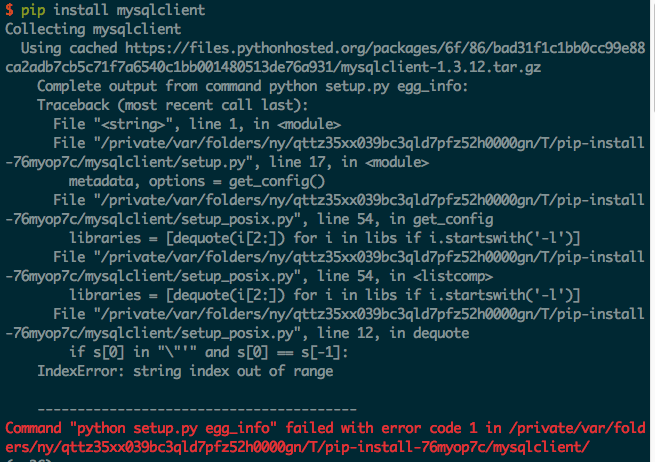 $ pip install mysqlclient
Collecting mysqlclient
  Using cached https://files.pythonhosted.org/packages/6f/86/bad31f1c1bb0cc99e88
ca2adb7cb5c71f7a6540c1bb001480513de76a931/mysqlclient-1.3.12.tar.gz
    Complete output from command python setup.py egg_info:
    Traceback (most recent call last):
      File "<string>", line 1, in <module>
      File "/private/var/folders/ny/qttz35xx039bc3qld7pfz52h0000gn/T/pip-install
-76myop7c/mysqlclient/setup.py", line 17, in <module>
        metadata, options = get_config()
      File "/private/var/folders/ny/qttz35xx039bc3qld7pfz52h0000gn/T/pip-install
-76myop7c/mysqlclient/setup_posix.py", line 54, in get_config
        libraries = [dequote(i[2:]) for i in libs if i.startswith('-l')]
      File "/private/var/folders/ny/qttz35xx039bc3qld7pfz52h0000gn/T/pip-install
-76myop7c/mysqlclient/setup_posix.py", line 54, in <listcomp>
        libraries = [dequote(i[2:]) for i in libs if i.startswith('-l')]
      File "/private/var/folders/ny/qttz35xx039bc3qld7pfz52h0000gn/T/pip-install
-76myop7c/mysqlclient/setup_posix.py", line 12, in dequote
        if s[0] in "\"'" and s[0] == s[-1]:
    IndexError: string index out of range
    ----------------------------------------
Command "python setup.py egg_info" failed with error code 1 in /private/var/fold
ers/ny/qttz35xx039bc3qld7pfz52h0000gn/T/pip-install-76myop7c/mysqlclient/